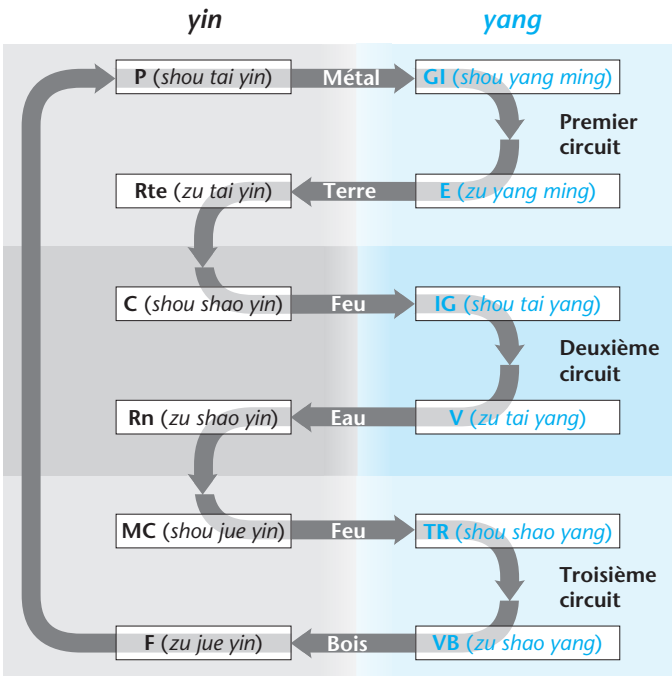 yin yang
P (shou tai yin) Métal GI (shou yang ming)
Premier
circuit
Rte (zu tai yin) Terre E (zu yang ming)
C (shou shao yin) Feu IG (shou tai yang)
Deuxième
circuit
Rn (zu shao yin) Eau V (zu tai yang)
MC (shou jue yin) Feu TR (shou shao yang)
Troisième
circuit
F (zu jue yin) Bois VB (zu shao yang)